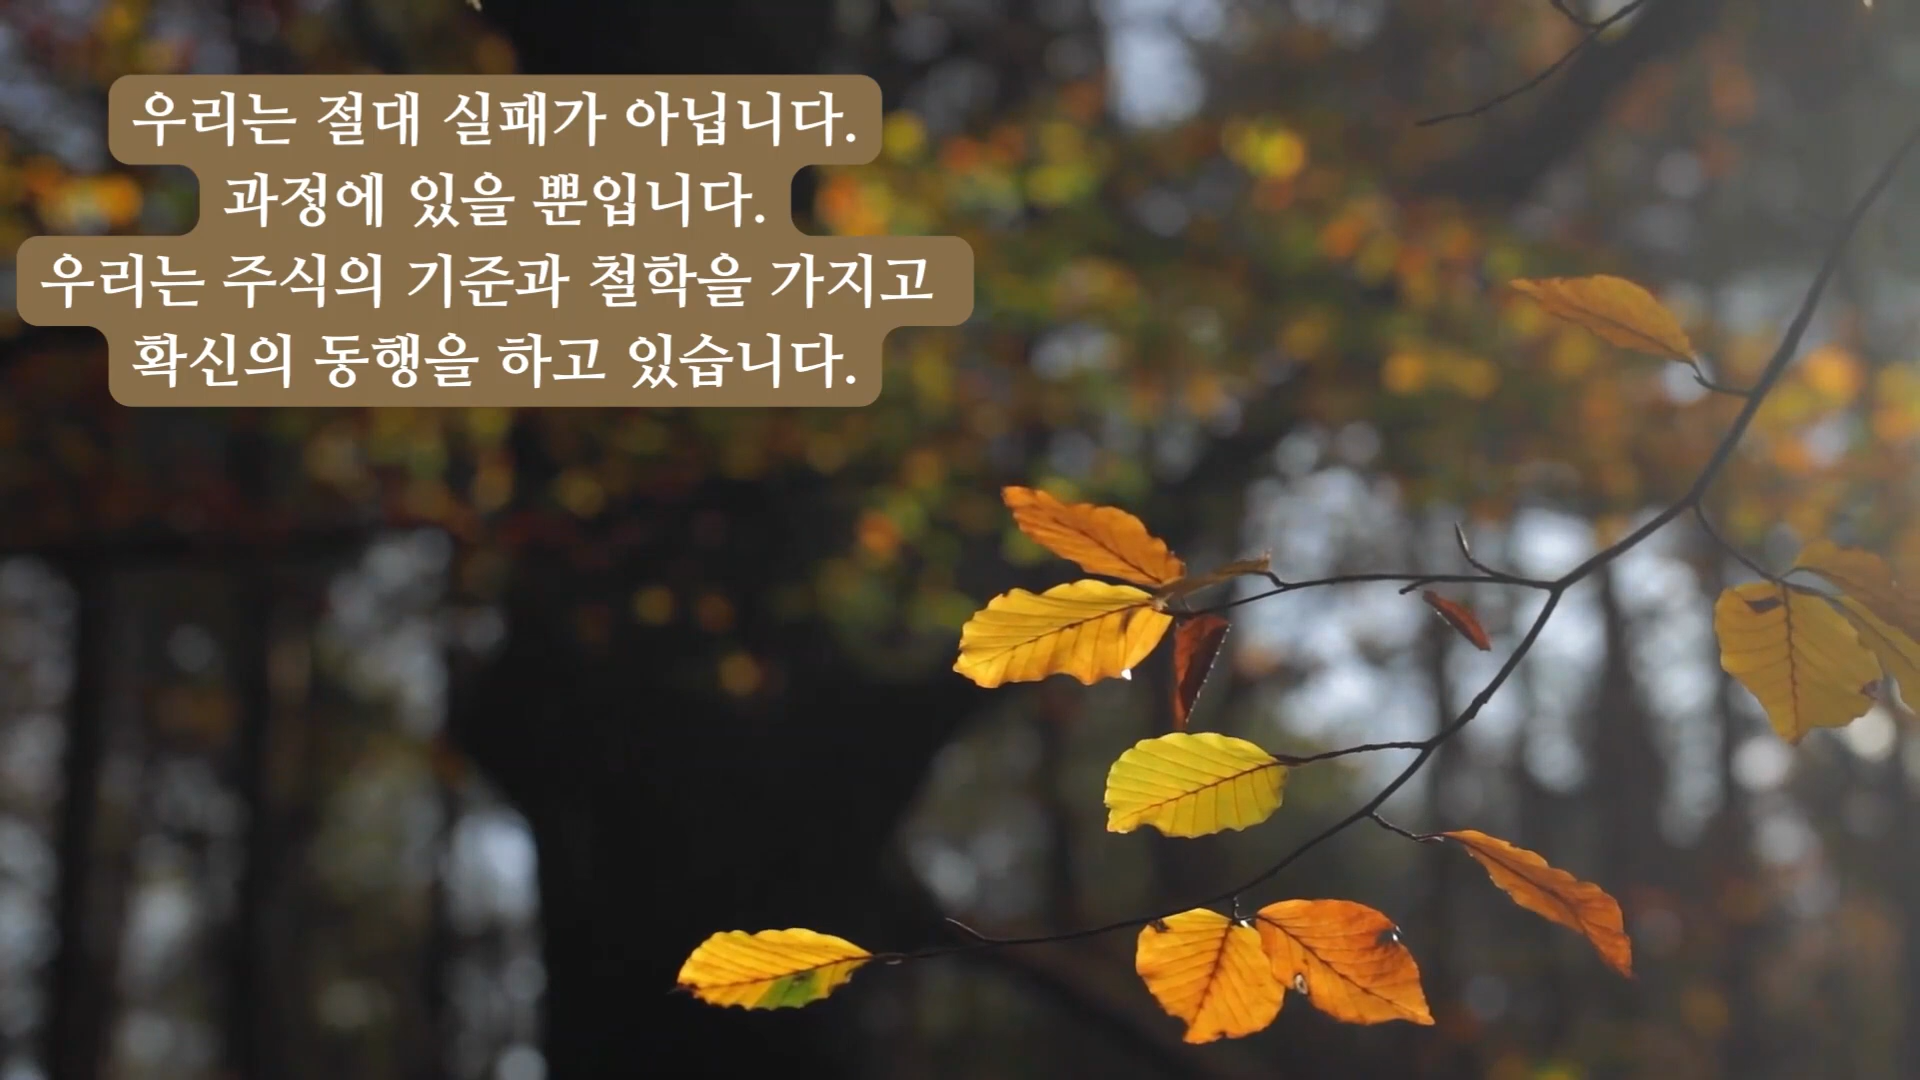 우리는 절대 실패가 아닙니다.
과정에 있을 뿐입니다.
우리는 주식의 기준과 철학을 가지고
확신의 동행을 하고 있습니다.